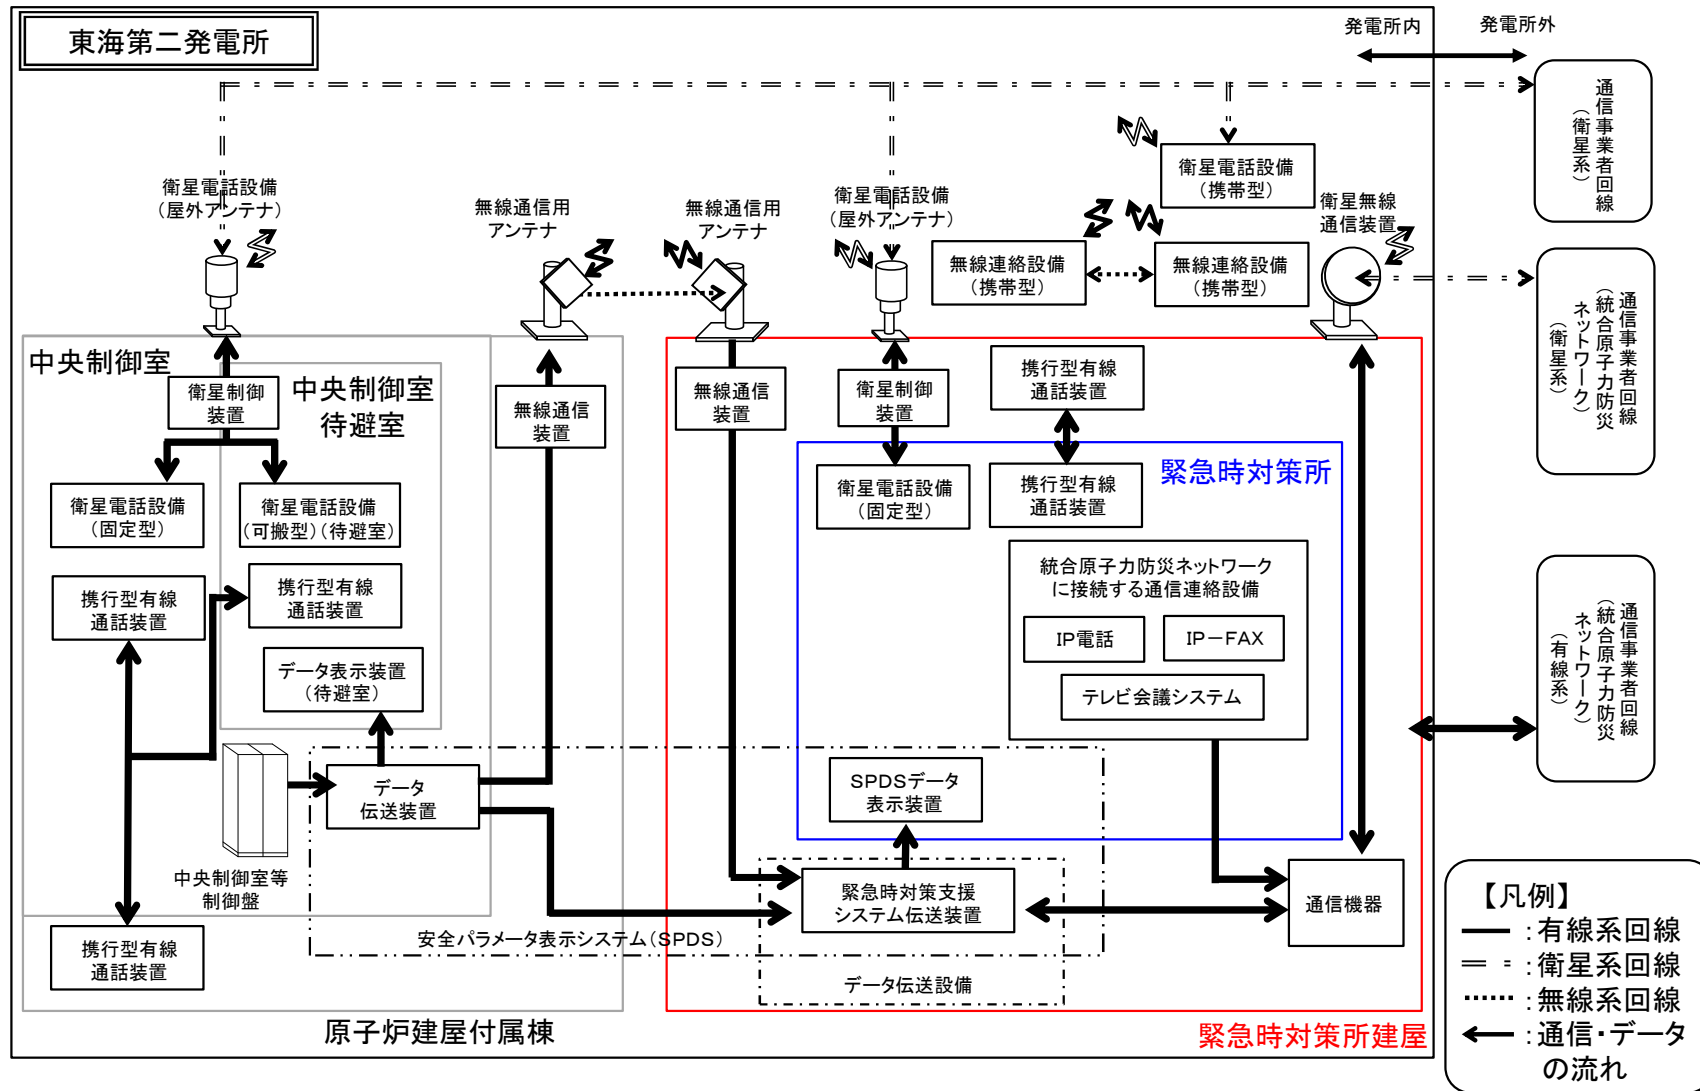 東海第二発電所
発電所内
発電所外
通信事業者回線
(衛星系)
衛星電話設備
(携帯型)
衛星電話設備
(屋外アンテナ)
無線通信用
アンテナ
無線通信用
アンテナ
衛星電話設備
(屋外アンテナ)
無線連絡設備
(携帯型)
無線連絡設備
(携帯型)
衛星無線
通信装置
通信事業者回線
(統合原子力防災
ネットワーク)
(衛星系)
中央制御室
衛星制御
装置
中央制御室
待避室
無線通信
装置
無線通信
装置
衛星制御
装置
携行型有線
通話装置
緊急時対策所
衛星電話設備
(固定型)
衛星電話設備
(可搬型)(待避室)
衛星電話設備
(固定型)
携行型有線
通話装置
携行型有線
通話装置
携行型有線
通話装置
統合原子力防災ネットワーク
に接続する通信連絡設備
IP電話
IP-FAX
テレビ会議システム
通信事業者回線
(統合原子力防災
ネットワーク)
(有線系)
データ表示装置
(待避室)
データ
伝送装置
SPDSデータ
表示装置
中央制御室等
制御盤
緊急時対策支援
システム伝送装置
通信機器
安全パラメータ表示システム(SPDS)
携行型有線
通話装置
データ伝送設備
原子炉建屋付属棟
緊急時対策所建屋
【凡例】
:有線系回線
:衛星系回線
:無線系回線
:通信・データ
の流れ